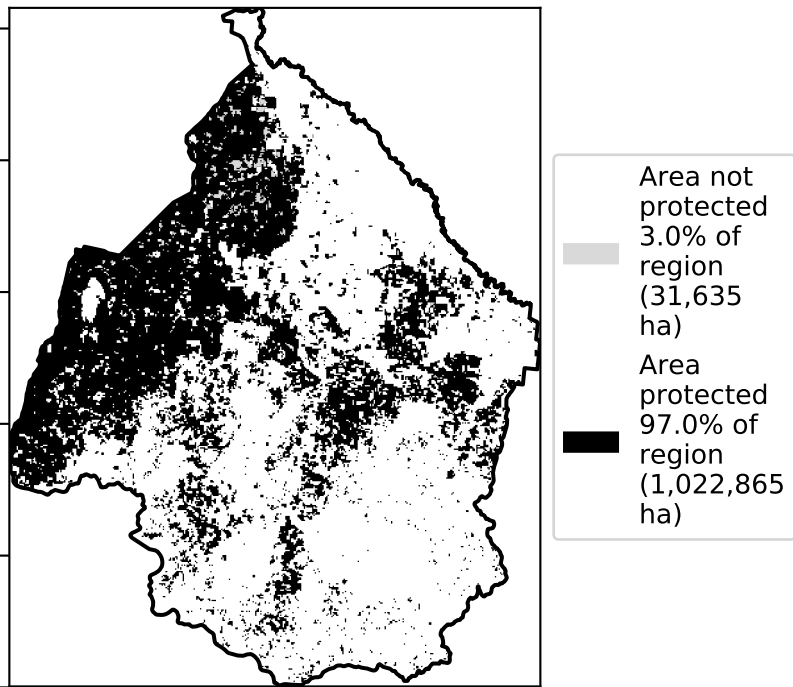 Area not
protected
3.0% of
region
(31,635
ha)
Area
protected
97.0% of
region
(1,022,865
ha)